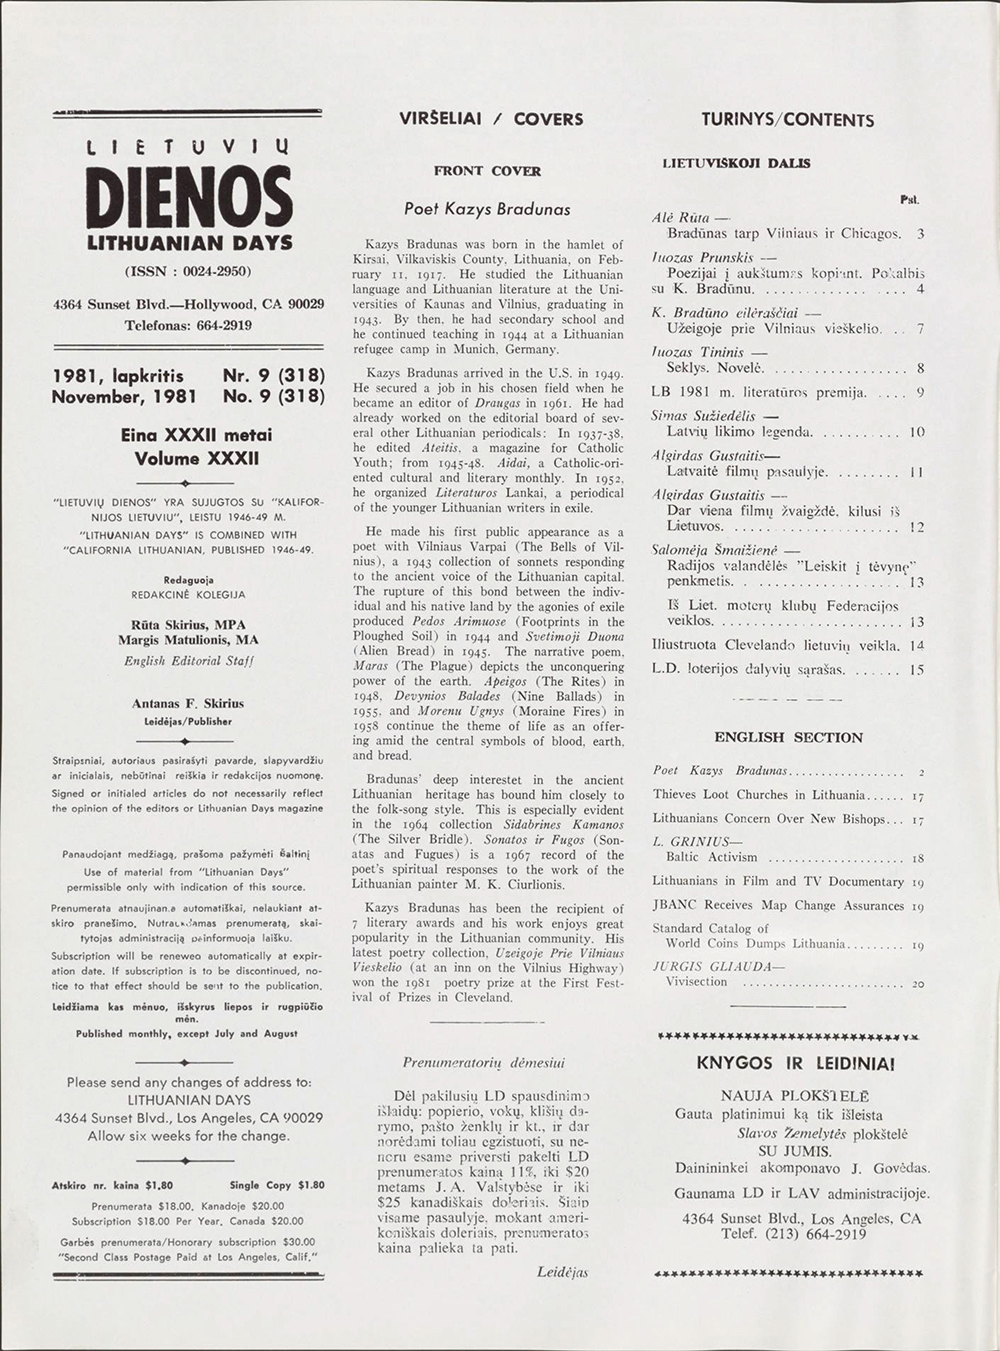 LIETUVIŲ
DIENOS
LITHUANIAN DAYS
(ISSN : 0024-2950)
4364 Sunset Blvd.—Hollywood, CA 90029
Telefonas: 664-2919
1981, lapkritis Nr. 9 (318)
November, 1981 No. 9 (318)
Eina XXXII metai
Volume XXXII
"LIETUVIŲ DIENOS" YRA SUJUGTOS SU "KALIFOR-
NIJOS LIETUVIU", LEISTU 1946-49 M.
"LITHUANIAN DAYS" IS COMBINED WITH
"CALIFORNIA LITHUANIAN, PUBLISHED 1946-49.
Redaguoja
REDAKCINĖ KOLEGIJA
Rūta Skirius, MPA
Margis Matulionis, MA
English Editorial Staff
Antanas F. Skirius
Leidėjas/Publisher
Straipsniai, autoriaus pasirašyti pavarde, slapyvardžiu
ar inicialais, nebūtinai reiškia ir redakcijos nuomonę.
Signed or initialed articles do not necessarily reflect
the opinion of the editors or Lithuanian Days magazine
Panaudojant medžiagą, prašoma pažymėti šaltinį
Use of material from "Lithuanian Days"
permissible only with indication of this source.
Prenumerata atnaujinama automatiškai, nelaukiant at-
skiro pranešimo. Nutraukdamas prenumeratą, skai-
tytojas administraciją painformuoja laišku.
Subscription will be renewed automatically at expir-
ation date. If subscription is to be discontinued, no-
tice to that effect should be sent to the publication.
Leidžiama kas mėnuo, išskyrus liepos ir rugpiūčio
mėn.
Published monthly, except July and August
Please send any changes of address to:
LITHUANIAN DAYS
4364 Sunset Blvd., Los Angeles, CA 90029
Allow six weeks for the change.
Atskiro nr. kaina $1.80 Single Copy $1.80
Prenumerata $18.00, Kanadoje $20.00
Subscription $18.00 Per Year, Canada $20.00
Garbės prenumerata/Honorary subscription $30.00
"Second Class Postage Paid at Los Angeles, Calif."
VIRŠELIAI / COVERS
FRONT COVER
Poet Kazys Bradunas
Kazys Bradunas was born in the hamlet of
Kirsai, Vilkaviskis County, Lithuania, on Feb-
ruary 11, 1917. He studied the Lithuanian
language and Lithuanian literature at the Uni-
versities of Kaunas and Vilnius, graduating in
1943. By then, he had secondary school and
he continued teaching in 1944 at a Lithuanian
refugee camp in Munich, Germany.
Kazys Bradunas arrived in the U.S. in 1949.
He secured a job in his chosen field when he
became an editor of Draugas in 1961. He had
already worked on the editorial board of sev-
eral other Lithuanian periodicals: In 1937-38,
he edited Ateitis, a magazine for Catholic
Youth; from 1945-48. Aidai, a Catholic-ori-
ented cultural and literary monthly. In 1952,
he organized Literaturos Lankai, a periodical
of the younger Lithuanian writers in exile.
He made his first public appearance as a
poet with Vilniaus Varpai (The Bells of Vil-
nius), a 1943 collection of sonnets responding
to the ancient voice of the Lithuanian capital.
The rupture of this bond between the indiv-
idual and his native land by the agonies of exile
produced Pedos Arimuose (Footprints in the
Ploughed Soil) in 1944 and Svetimoji Duona
(Alien Bread) in 1945. The narrative poem,
Maras (The Plague) depicts the unconquering
power of the earth. Apeigos (The Rites) in
1948, Devynios Balades (Nine Ballads) in
1955, and Morenu Ugnys (Moraine Fires) in
1958 continue the theme of life as an offer-
ing amid the central symbols of blood, earth,
and bread.
Bradunas' deep interestet in the ancient
Lithuanian heritage has bound him closely to
the folk-song style. This is especially evident
in the 1964 collection Sidabrines Kamanos
(The Silver Bridle). Sonatos ir Fugos (Son-
atas and Fugues) is a 1967 record of the
poet's spiritual responses to the work of the
Lithuanian painter M. K. Ciurlionis.
Kazys Bradunas has been the recipient of
7 literary awards and his work enjoys great
popularity in the Lithuanian community. His
latest poetry collection, Uzeigoje Prie Vilniaus
Vieskelio (at an inn on the Vilnius Highway)
won the 1981 poetry prize at the First Fest-
ival of Prizes in Cleveland.
Prenumeratorių dėmesiui
Dėl pakilusių LD spausdinimo
išlaidų: popierio, vokų, klišių da-
rymo, pašto ženklų ir kt., ir dar
norėdami toliau egzistuoti, su ne-
noru esame priversti pakelti LD
prenumeratos kaina 11%, iki $20
metams J. A. Valstybėse ir iki
$25 kanadiškais doleriais. Šiaip
visame pasaulyje, mokant ameri-
koniškais doleriais, prenumeratos
kaina palieka ta pati.
Leidėjas
TURINYS/CONTENTS
LIETUVIŠKOJI DALIS
Psl.
Alė Rūta —
Bradūnas tarp Vilniaus ir Chicagos. 3
Juozas Prunskis —
Poezijai į aukštumas kopiant. Pokalbis
su K. Bradūnu. . . . . . . . . . . . . . . . . . 4
K. Bradūno eilėraščiai —
Užeigoje prie Vilniaus vieškelio. . . 7
Juozas Tininis —
Seklys. Novelė. . . . . . . . . . . . . . . . . 8
LB 1981 m. literatūros premija. . . . . 9
Simas Sužiedėlis —
Latvių likimo legenda. . . . . . . . . . . 10
Algirdas Gustaitis—
Latvaitė filmų pasaulyje. . . . . . . . . 11
Algirdas Gustaitis —
Dar viena filmų žvaigždė, kilusi iš
Lietuvos. . . . . . . . . . . . . . . . . . . . 12
Salomėja Šmaižienė —
Radijos valandėlės "Leiskit į tėvynę"
penkmetis. . . . . . . . . . . . . . . . . . . 13
Iš Liet. moterų klubų Federacijos
veiklos. . . . . . . . . . . . . . . . . . . . . . 13
Iliustruota Clevelando lietuvių veikla. 14
L.D. loterijos dalyvių sąrašas. . . . . . . 15
ENGLISH SECTION
Poet Kazys Bradunas.................. 2
Thieves Loot Churches in Lithuania...... 17
Lithuanians Concern Over New Bishops... 17
L. GRINIUS—
Baltic Activism ..................... 18
Lithuanians in Film and TV Documentary 19
JBANC Receives Map Change Assurances 19
Standard Catalog of
World Coins Dumps Lithuania......... 19
JURGIS GLIAUDA—
Vivisection ......................... 20
KNYGOS IR LEIDINIAI
NAUJA PLOKŠTELĖ
Gauta platinimui ką tik išleista
Slavos Žemelytės plokštelė
SU JUMIS.
Dainininkei akomponavo J. Govėdas.
Gaunama LD ir LAV administracijoje.
4364 Sunset Blvd., Los Angeles, CA
Telef. (213) 664-2919